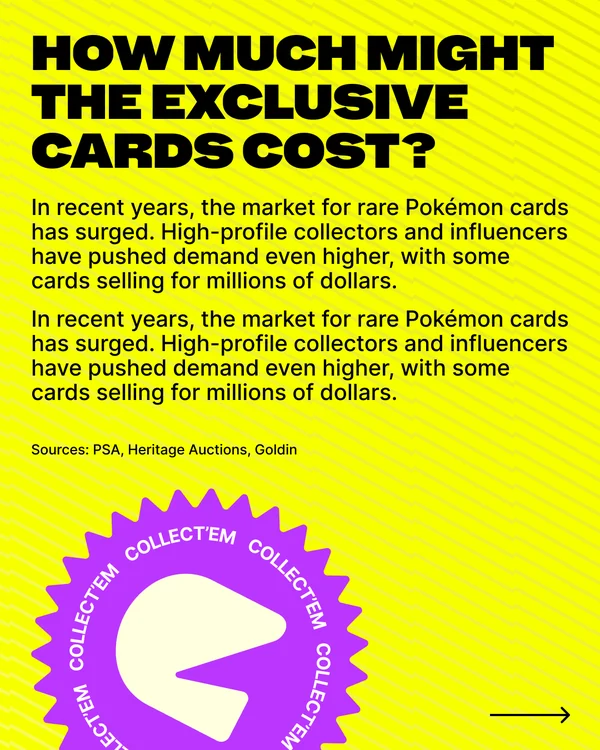 HOW MUCH MIGHT
THE EXCLUSIVE
CARDS COST?
In recent years, the market for rare Pokémon cards
has surged. High-profile collectors and influencers
have pushed demand even higher, with some
cards selling for millions of dollars.
In recent years, the market for rare Pokémon cards
has surged. High-profile collectors and influencers
have pushed demand even higher, with some
cards selling for millions of dollars.
Sources: PSA, Heritage Auctions, Goldin
COLLECT'EM
COLLECT'EM
COLLECT'EM
COLLECT'EM
COLLECT'EM